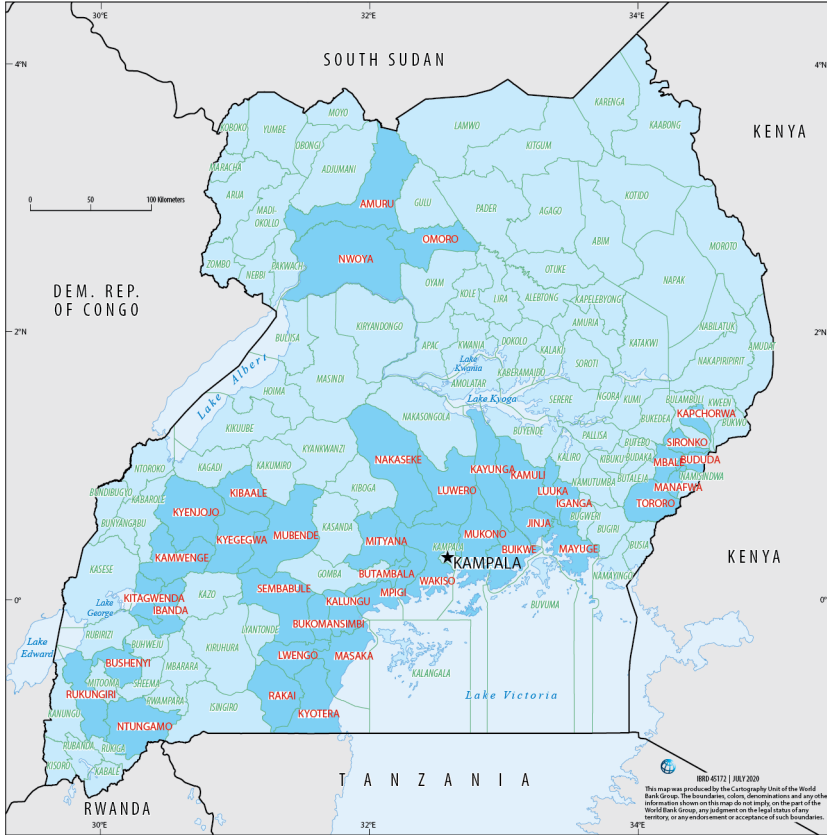 30°E
32°E
34°E
SOUTH SUDAN
4°N
4°N
KARENGA
MOYO
KOBOKO
YUMBE
LAMWO
KAABONG
KENYA
OBONGI
KITGUM
MARACHA
ADJUMANI
0
50
100 Kilometers
ARUA
KOTIDO
AMURU
GULU
PADER
AGAGO
MADI-
OKOLLO
OMORO
ABIM
MOROTO
NWOYA
ZOMBO
PAKWACH
NEBBI
OTUKE
NAPAK
DEM. REP.
OF CONGO
OYAM
KOLE
LIRA
ALEBTONG
KAPELEBYONG
KIRYANDONGO
AMURIA
NABILATUK
2°N
2°N
BULIISA
APAC
KWANIA
DOKOLO
KALAKI
KATAKWI
AMUDAT
Lake
Kwania
SOROTI
NAKAPIRIPIRIT
Lake Albert
MASINDI
KABERAMAIDO
AMOLATAR
HOIMA
Lake Kyoga
SERERE
NGORA
KUMI
BULAMBULI
KWEEN
NAKASONGOLA
KAPCHORWA
BUKEDEA
BUKWO
KIKUUBE
BUYENDE
PALLISA
BUTEBO
SIRONKO
KYANKWANZI
NAKASEKE
KALIRO
KIBUKU
BUDAKA
MBALE
BUDUDA
NTOROKO
KAGADI
KAKUMIRO
KAYUNGA
KAMULI
NAMISINDWA
BUNDIBUGYO
KIBAALE
KIBOGA
LUWERO
LUUKA
NAMUTUMBA
BUTALEJA
MANAFWA
KABAROLE
IGANGA
TORORO
KYENJOJO
BUGWERI
BUNYANGABU
KASANDA
JINJA
BUGIRI
MUBENDE
MUKONO
KYEGEGWA
MITYANA
KAMPALA
BUIKWE
MAYUGE
BUSIA
KAMWENGE
KAMPALA
KENYA
KASESE
GOMBA
BUTAMBALA
WAKISO
NAMAYINGO
SEMBABULE
MPIGI
0°
0°
KITAGWENDA
KAZO
KALUNGU
BUVUMA
Lake
George
IBANDA
BUKOMANSIMBI
LYANTONDE
RUBIRIZI
BUHWEJU
KIRUHURA
Lake
Edward
LWENGO
MASAKA
BUSHENYI
MBARARA
KALANGALA
MITOOMA
SHEEMA
RUKUNGIRI
RAKAI
Lake Victoria
RWAMPARA
ISINGIRO
KANUNGU
KYOTERA
NTUNGAMO
RUBANDA
RUKIGA
KISORO
KABALE
TANZANIA
IBRD 45172 | JULY 2020
This map was produced by the Cartography Unit of the World
Bank Group. The boundaries, colors, denominations and any other
information shown on this map do not imply, on the part of the
World Bank Group, any judgment on the legal status of any
territory, or any endorsement or acceptance of such boundaries.
RWANDA
30°E
32°E
34°E